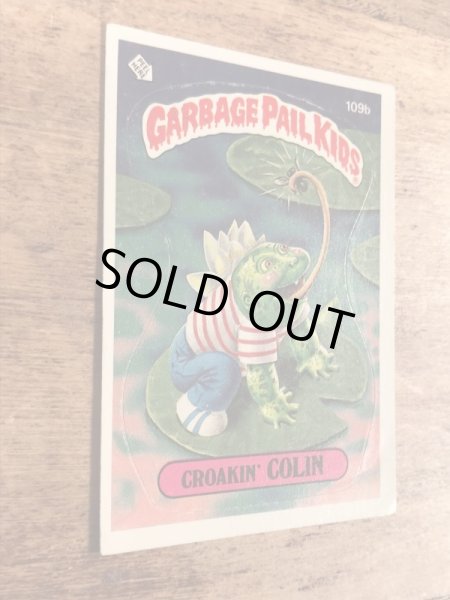 GARBAGE PAIL KIDS
109b
SOLD OUT
CROAKIN' COLIN